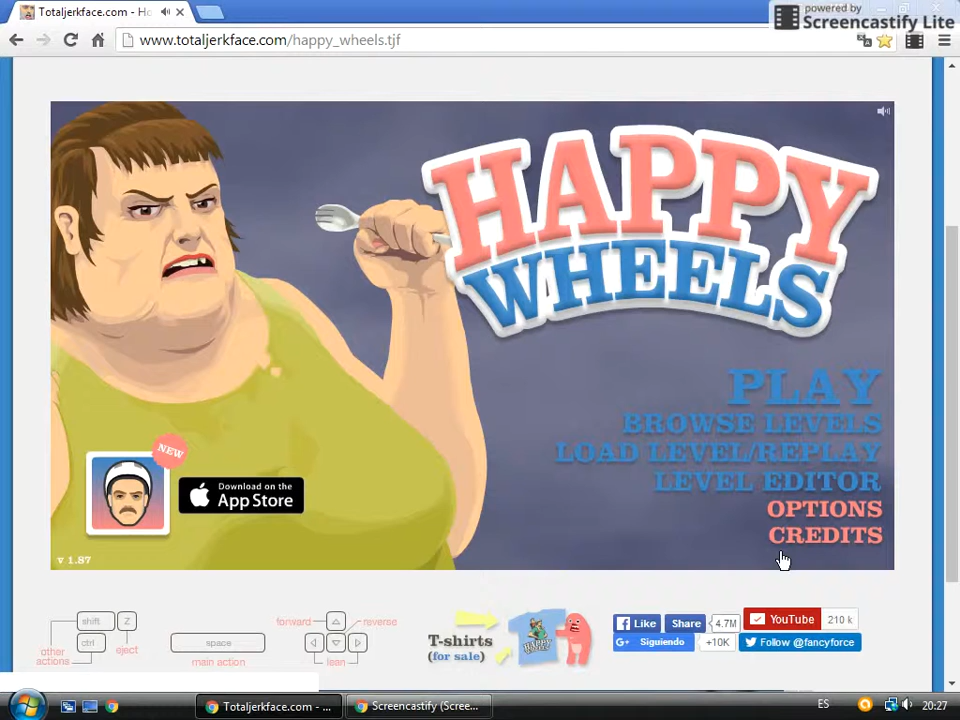 Totaljerkface.com - Ho
powered by
Screencastify Lite
www.totaljerkface.com/happy_wheels.tjf
HAPPY
WHEELS
PLAY
BROWSE LEVELS
LOAD LEVEL/REPLAY
LEVEL EDITOR
OPTIONS
CREDITS
NEW
Download on the
App Store
v 1.87
shift
Z
ctrl
eject
other
actions
space
main action
forward
reverse
lean
T-shirts
(for sale)
HAPPY
WHEELS
Like
Share
4.7M
YouTube
210 k
Siguiendo
+10K
Follow @fancyforce
Totaljerkface.com - ...
Screencastify (Scree...
ES
20:27